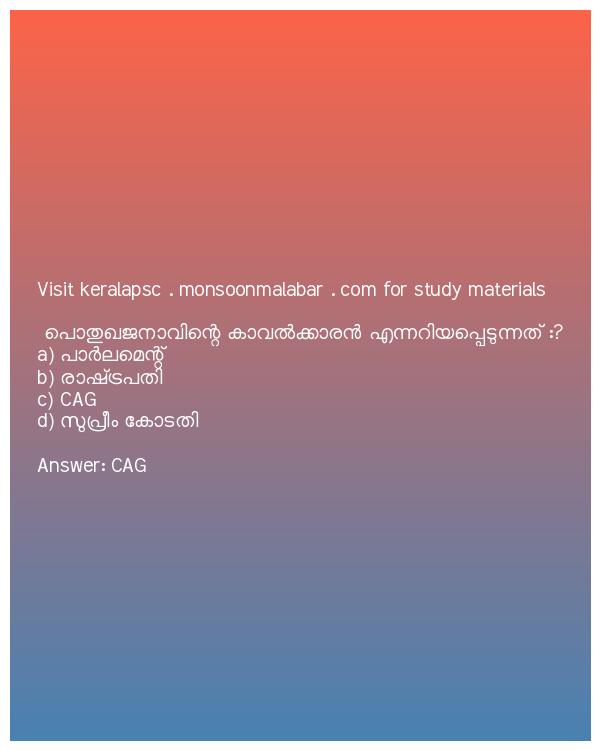 Visit keralapsc . monsoonmalabar . com for study materials
പൊതുഖജനാവിന്റെ കാവൽക്കാരൻ എന്നറിയപ്പെടുന്നത് :?
a) പാർലമെന്റ്
b) രാഷ്ട്രപതി
c) CAG
d) സുപ്രീം കോടതി
Answer: CAG